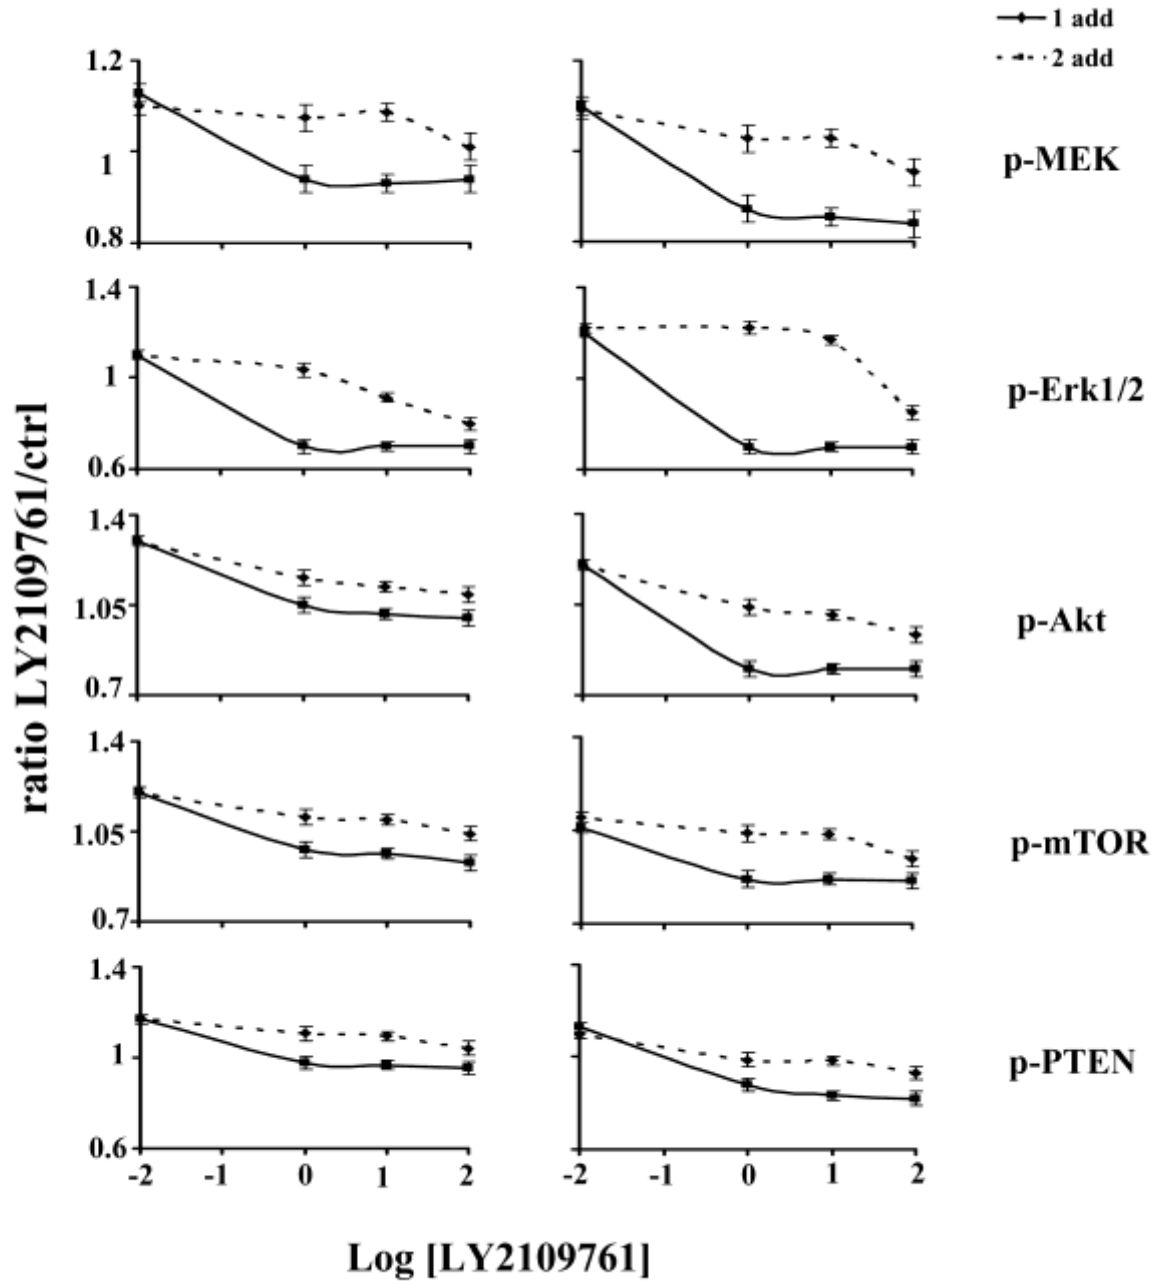 1 add
2 add
1.2
1
0.8
p-MEK
1.4
1
0.6
p-Erk1/2
1.4
1.05
0.7
p-Akt
1.4
1.05
0.7
p-mTOR
1.4
1
0.6
p-PTEN
-2 -1 0 1 2
-2 -1 0 1 2
ratio LY2109761/ctrl
Log [LY2109761]